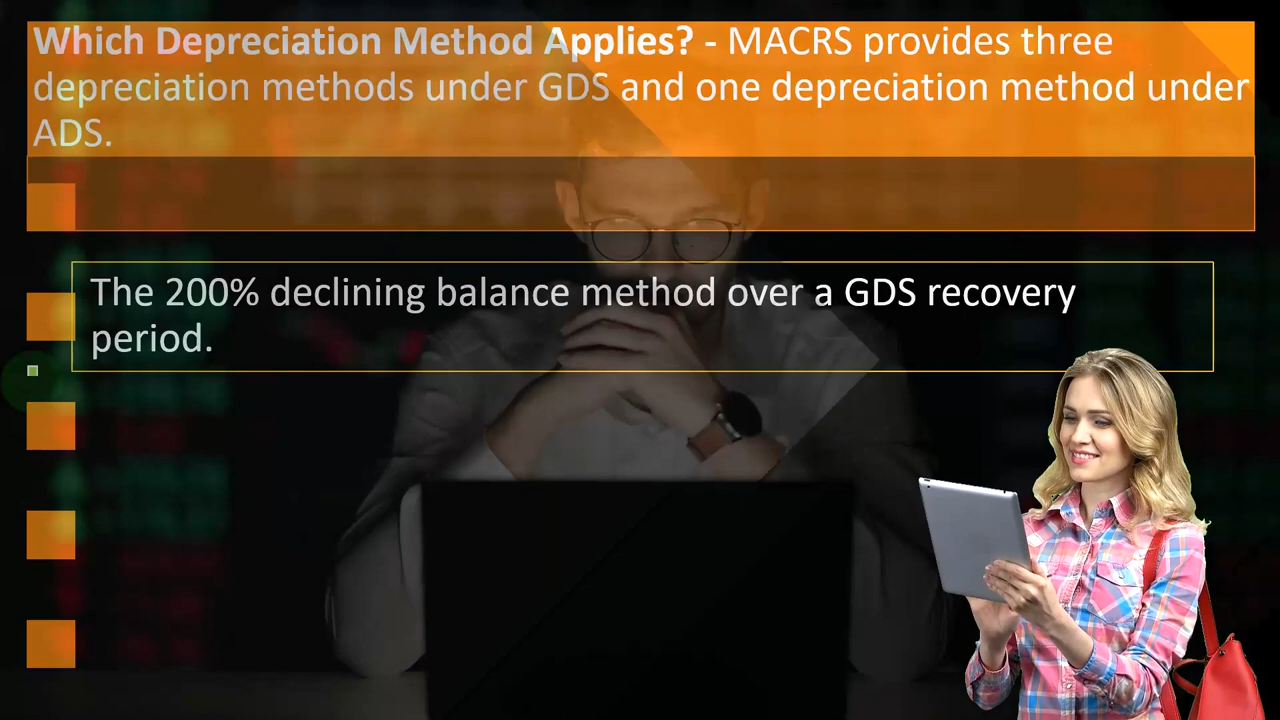 Which Depreciation Method Applies? - MACRS provides three
depreciation methods under GDS and one depreciation method under
ADS.
The 200% declining balance method over a GDS recovery
period.